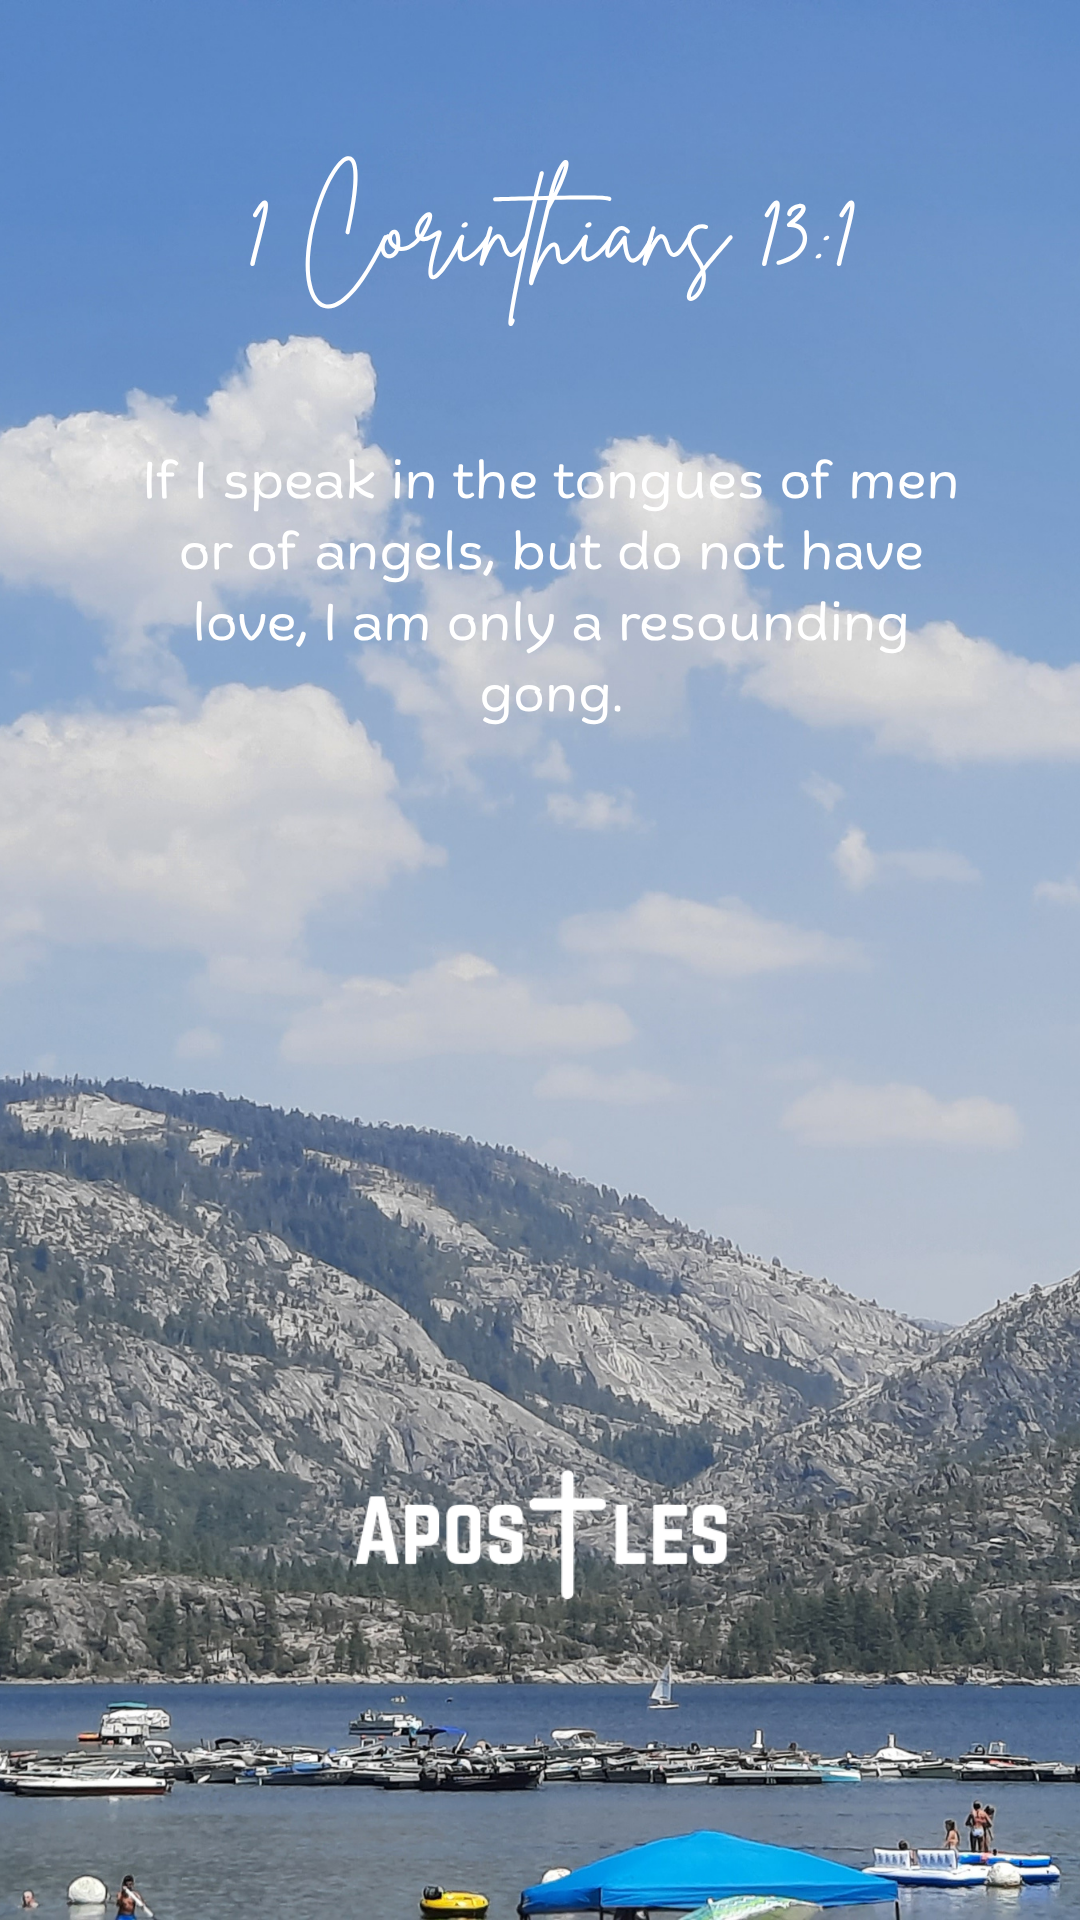 1 Corinthians 13:1
If I speak in the tongues of men
or of angels, but do not have
love, I am only a resounding
gong.
APOSTLES